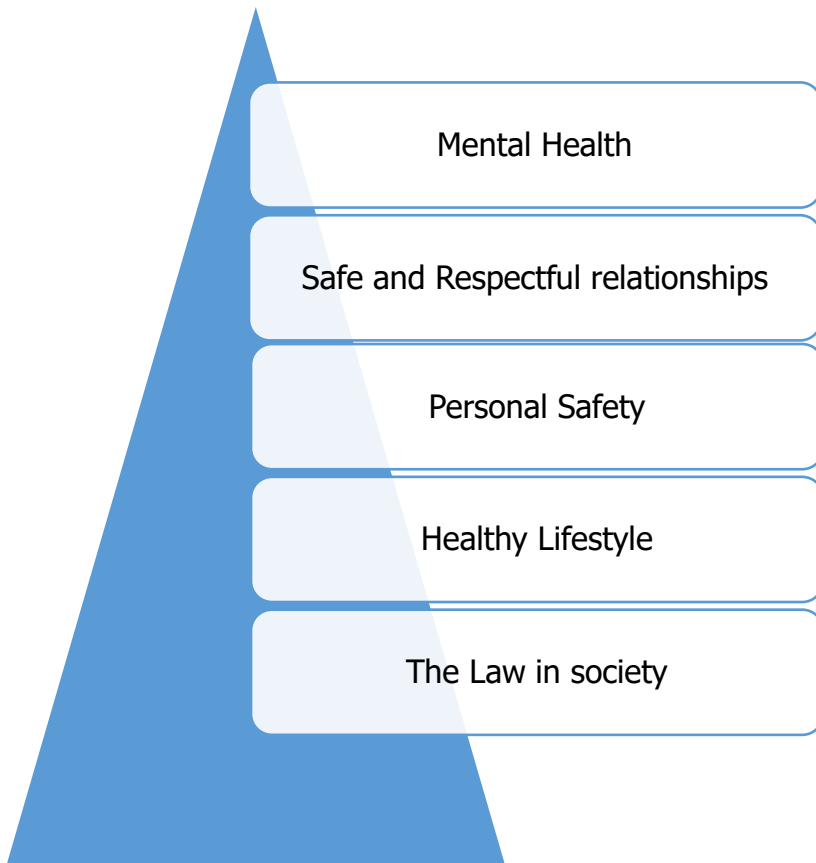 Mental Health
Safe and Respectful relationships
Personal Safety
Healthy Lifestyle
The Law in society